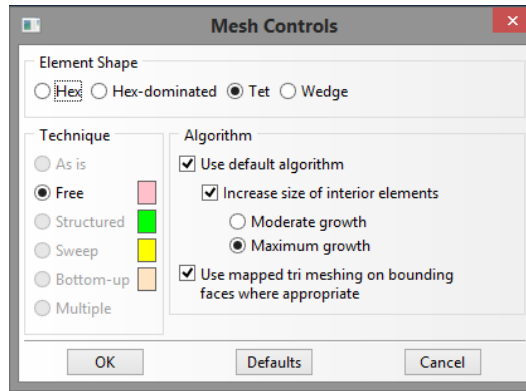 Mesh Controls
Element Shape
Hex Hex-dominated Tet Wedge
Technique
As is
Free
Structured
Sweep
Bottom-up
Multiple
Algorithm
Use default algorithm
Increase size of interior elements
Moderate growth
Maximum growth
Use mapped tri meshing on bounding
faces where appropriate
OK Defaults Cancel